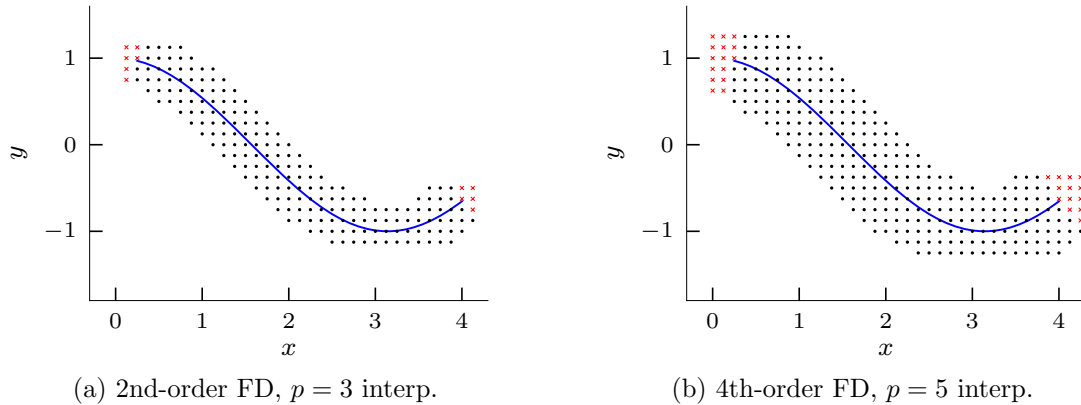 1
0
−1
y
0
1
2
3
4
x
(a) 2nd-order FD, p = 3 interp.
1
0
−1
y
0
1
2
3
4
x
(b) 4th-order FD, p = 5 interp.